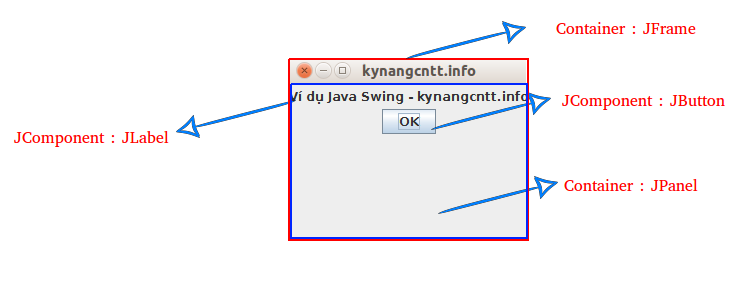 Container : JFrame
kynangcntt.info
Ví dụ Java Swing - kynangcntt.info
JComponent : JButton
OK
JComponent : JLabel
Container : JPanel